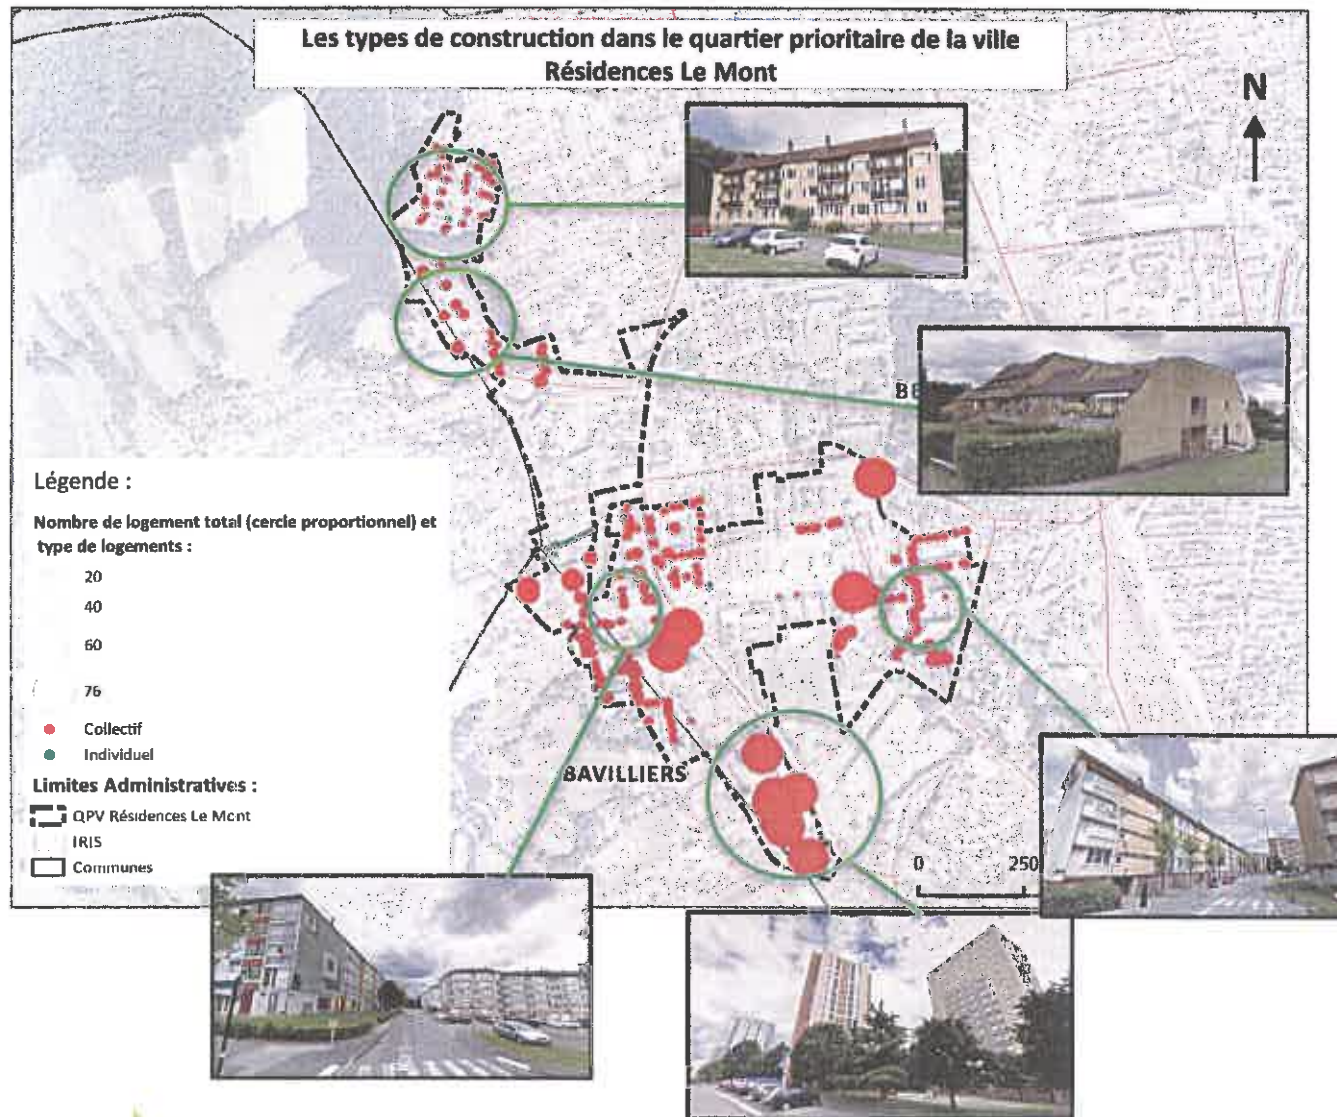 Les types de construction dans le quartier prioritaire de la ville
Résidences Le Mont
N
BE
Légende :
Nombre de logement total (cercle proportionnel) et
type de logements :
20
40
60
76
Collectif
Individuel
Limites Administratives :
QPV Résidences Le Mont
IRIS
Communes
BAVILLIERS
0 250